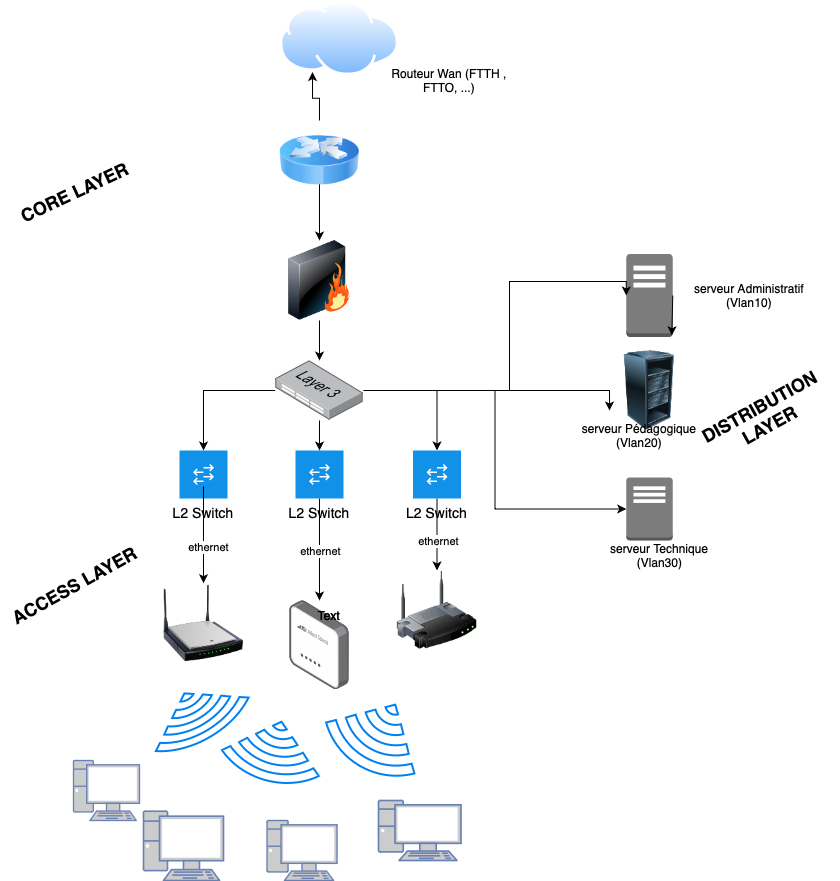 Routeur Wan (FTTH ,
FTTO, ...)
CORE LAYER
serveur Administratif
(Vlan10)
Layer 3
DISTRIBUTION
LAYER
serveur Pédagogique
(Vlan20)
L2 Switch
L2 Switch
L2 Switch
ethernet
ethernet
ethernet
serveur Technique
(Vlan30)
ACCESS LAYER
Text